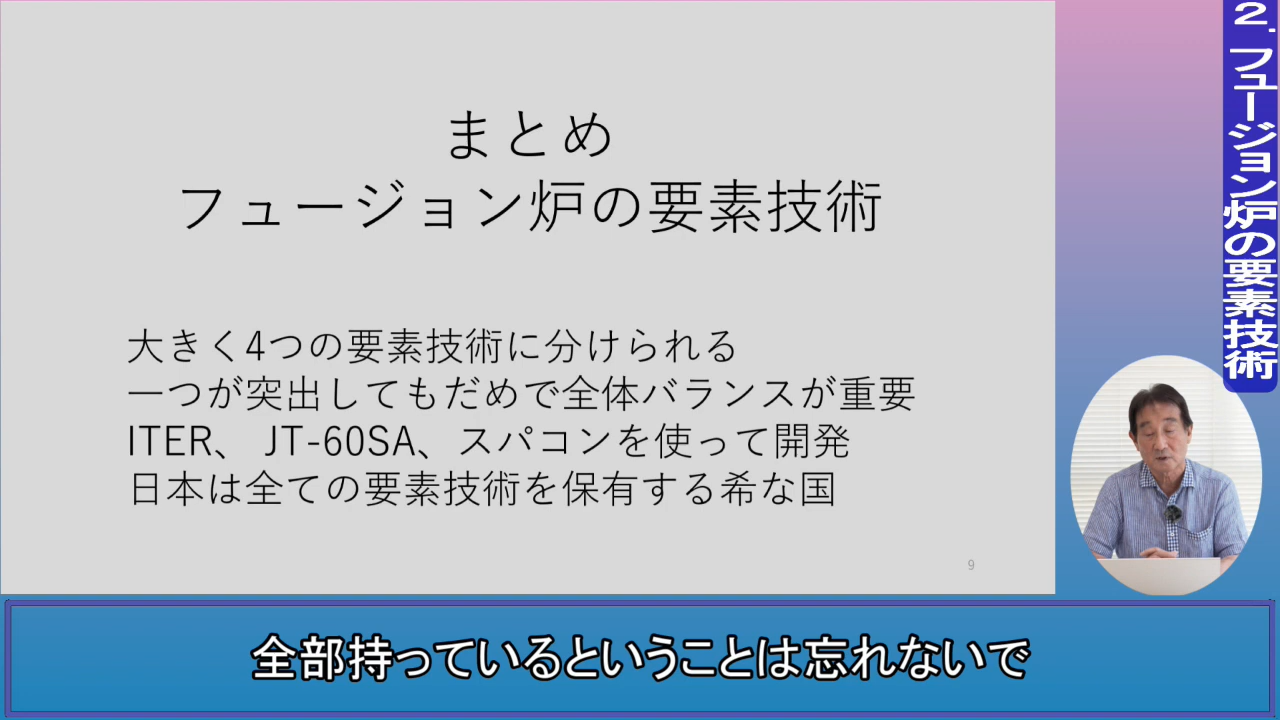 まとめ
フュージョン炉の要素技術
大きく4つの要素技術に分けられる
一つが突出してもだめで全体バランスが重要
ITER、 JT-60SA、スパコンを使って開発
日本は全ての要素技術を保有する希な国
9
2. フュージョン炉の要素技術
全部持っているということは忘れないで